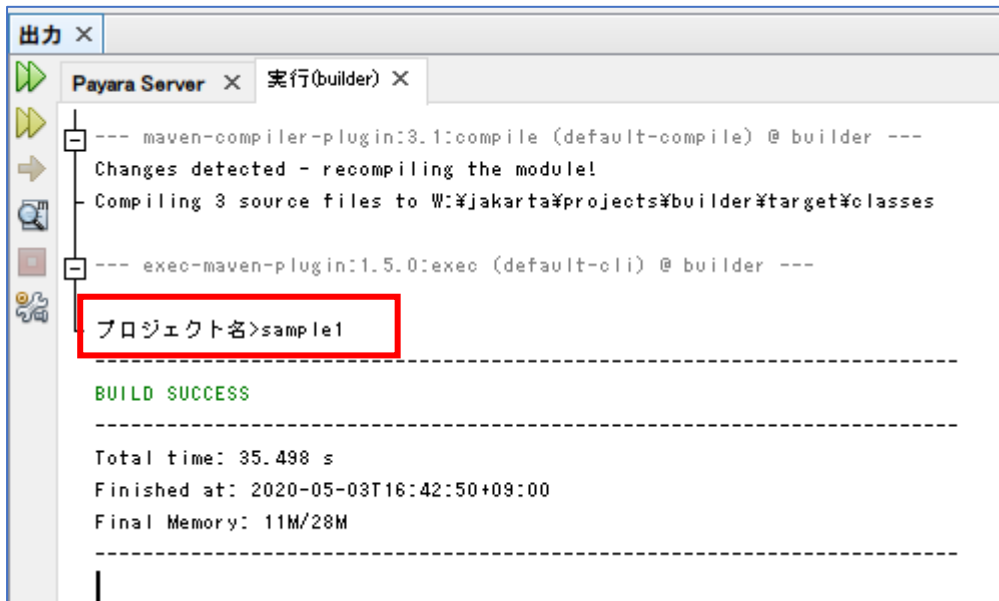 出力 ×
Payara Server × 実行(builder) ×
--- maven-compiler-plugin:3.1:compile (default-compile) @ builder ---
Changes detected - recompiling the module!
Compiling 3 source files to W:¥jakarta¥projects¥builder¥target¥classes
--- exec-maven-plugin:1.5.0:exec (default-cli) @ builder ---
プロジェクト名>sample1
------------------------------------------------------------------------
BUILD SUCCESS
------------------------------------------------------------------------
Total time: 35.498 s
Finished at: 2020-05-03T16:42:50+09:00
Final Memory: 11M/28M
------------------------------------------------------------------------